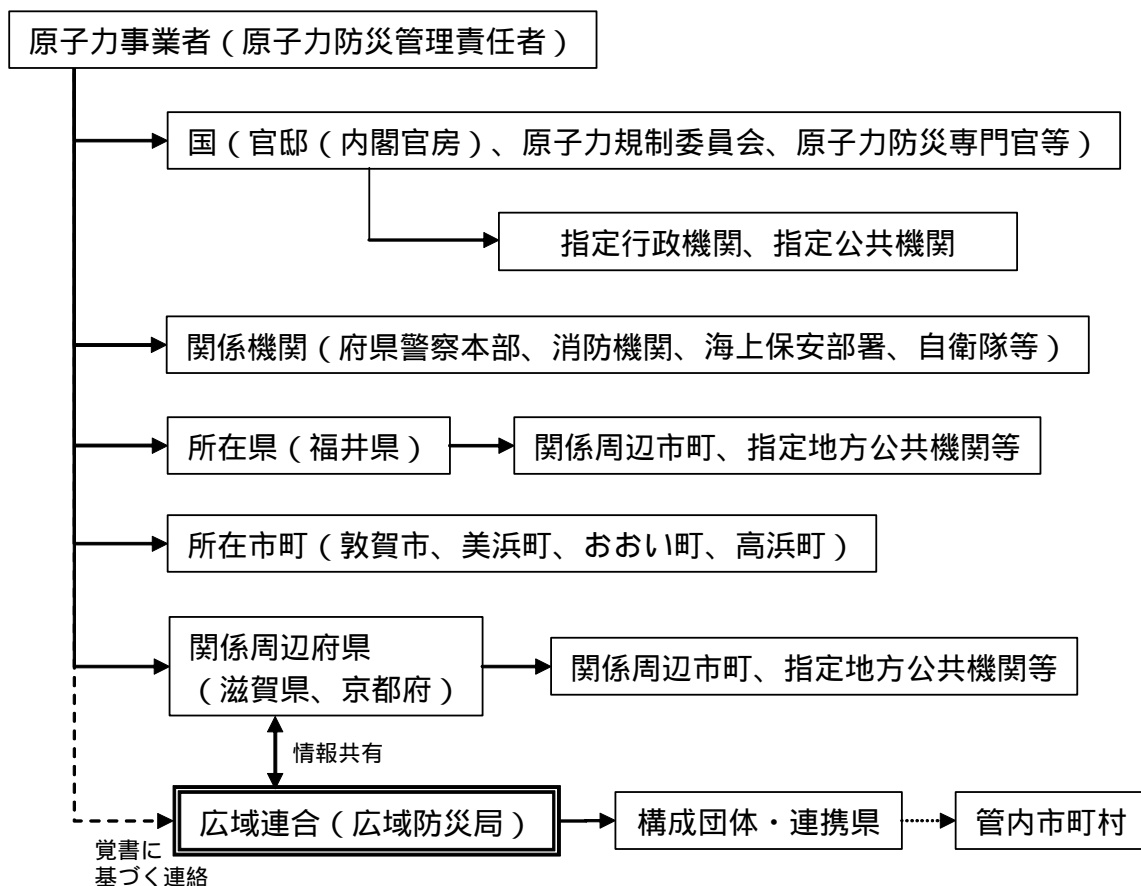 原子力事業者（原子力防災管理責任者）
国（官邸（内閣官房）、原子力規制委員会、原子力防災専門官等）
指定行政機関、指定公共機関
関係機関（府県警察本部、消防機関、海上保安部署、自衛隊等）
所在県（福井県）
関係周辺市町、指定地方公共機関等
所在市町（敦賀市、美浜町、おおい町、高浜町）
関係周辺府県
（滋賀県、京都府）
関係周辺市町、指定地方公共機関等
情報共有
広域連合（広域防災局）
構成団体・連携県
管内市町村
覚書に
基づく連絡